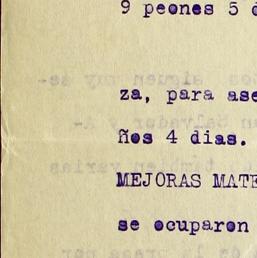 9 peones 5 d
za, para ase
ños 4 dias.
MEJORAS MATE
se ocuparon